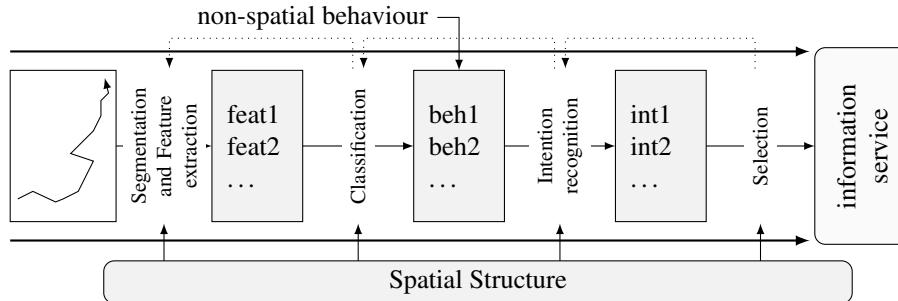 non-spatial behaviour
Segmentation
and Feature
extraction
feat1
feat2
...
Classification
beh1
beh2
...
Intention
recognition
int1
int2
...
Selection
information
service
Spatial Structure